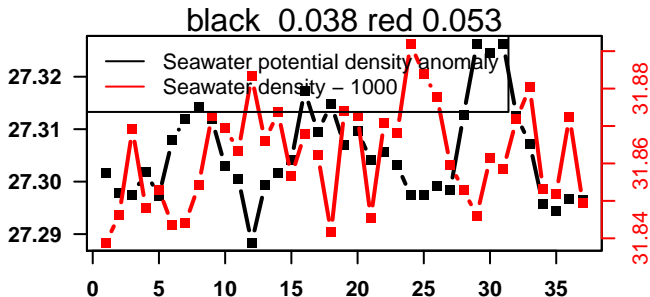 black  0.038 red 0.053
Seawater potential density anomaly
Seawater density − 1000
27.32
27.31
27.30
27.29
31.88
31.86
31.84
0 5 10 15 20 25 30 35